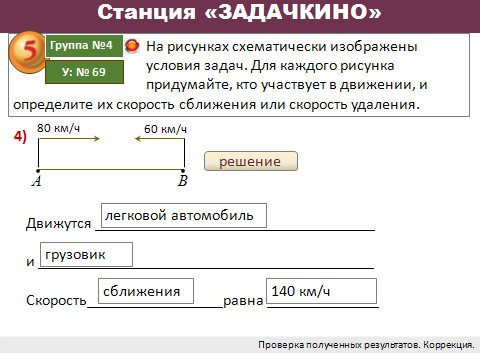 Станция «ЗАДАЧКИНО»
5
Группа №4
У: № 69
На рисунках схематически изображены
условия задач. Для каждого рисунка
придумайте, кто участвует в движении, и
определите их скорость сближения или скорость удаления.
4)
80 км/ч
60 км/ч
A
B
решение
Движутся легковой автомобиль
и грузовик
Скорость сближения равна 140 км/ч
Проверка полученных результатов. Коррекция.